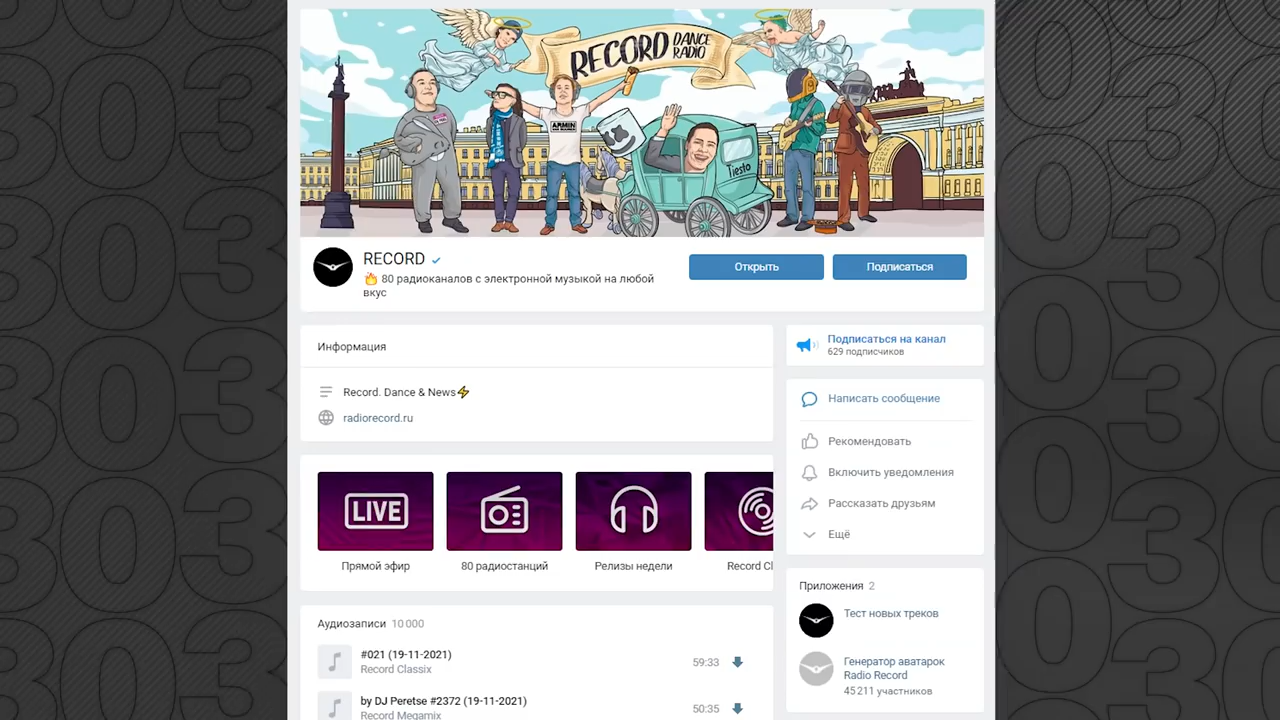 RECORD DANCE RADIO
ARMIN
VAN BUUREN
Tiësto
RECORD
🔥 80 радиоканалов с электронной музыкой на любой
вкус
Открыть
Подписаться
Информация
Record. Dance & News⚡
radiorecord.ru
LIVE
Прямой эфир
80 радиостанций
Релизы недели
Record Cl
Аудиозаписи 10 000
#021 (19-11-2021)
Record Classix
59:33
by DJ Peretse #2372 (19-11-2021)
Record Megamix
50:35
Подписаться на канал
629 подписчиков
Написать сообщение
Рекомендовать
Включить уведомления
Рассказать друзьям
Ещё
Приложения 2
Тест новых треков
Генератор аватарок
Radio Record
45 211 участников